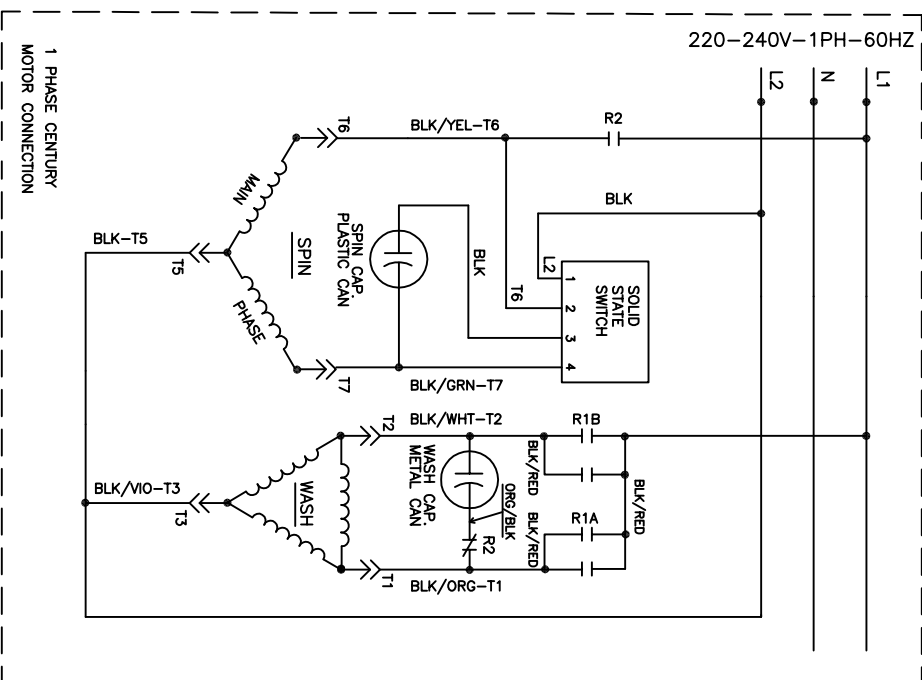 220-240V-1PH-60HZ
L2
N
L1
1 PHASE CENTURY
MOTOR CONNECTION
T6
BLK/YEL-T6
R2
BLK
MAIN
SPIN
SPIN CAP.
PLASTIC CAN
BLK
L2
T6
1
2
3
4
SOLID
STATE
SWITCH
BLK-T5
T5
PHASE
T7
BLK/GRN-T7
T2
BLK/WHT-T2
R1B
BLK/RED
BLK/RED
WASH CAP.
METAL CAN
ORG/BLK
R2
BLK/RED
R1A
BLK/VIO-T3
T3
WASH
T1
BLK/ORG-T1